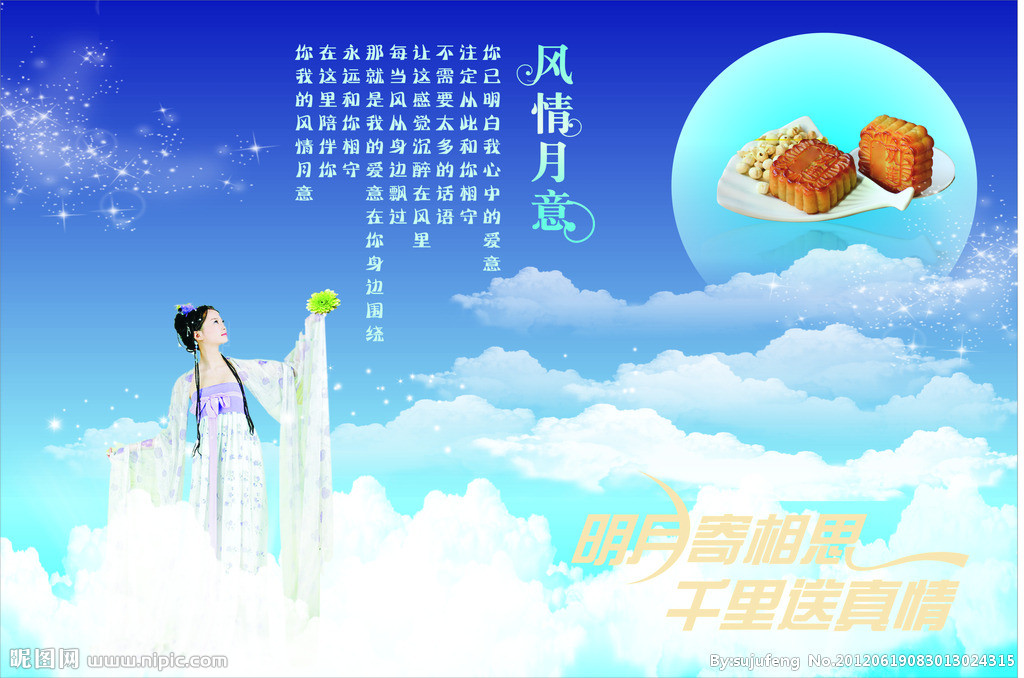 风情月意
你已明白我心中的爱意
注定从此和你相守
不需要太多的话语
让这感觉沉醉在风里
每当风从身边飘过
那就是我的爱意在你身边围绕
永远和你相守
在这里陪伴你
你我的风情月意
明月寄相思
千里送真情
昵图网 www.nipic.com
By:sujufeng No.20120619083013024315